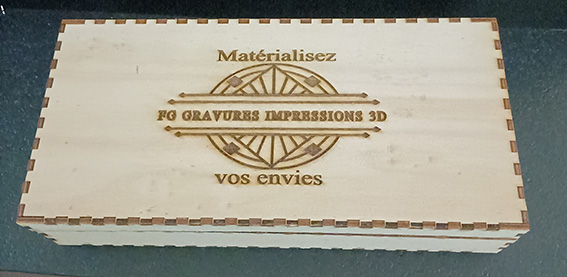 Matérialisez
FG GRAVURES IMPRESSIONS 3D
vos envies